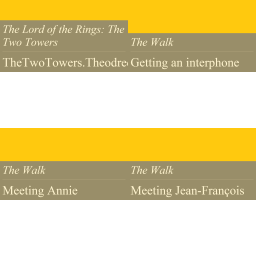 The Lord of the Rings: The
Two Towers
TheTwoTowers.Theodre
The Walk
Getting an interphone
The Walk
Meeting Annie
The Walk
Meeting Jean-François